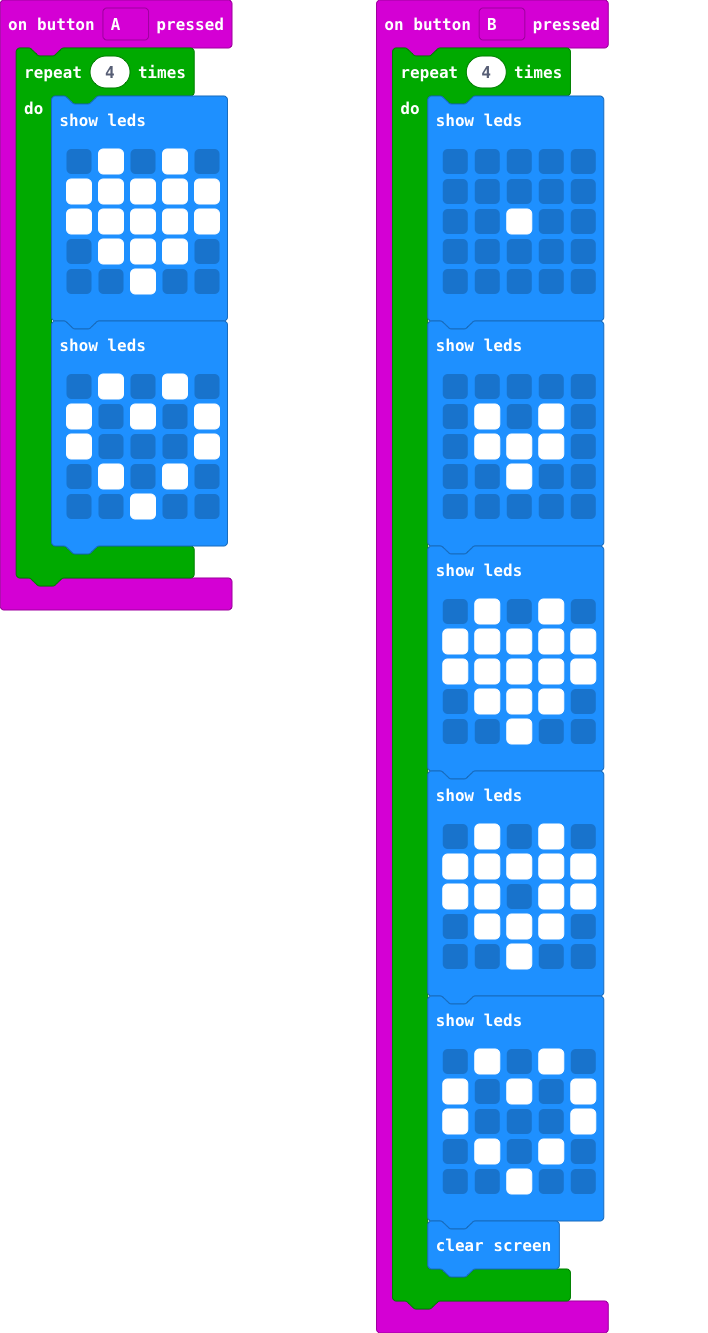 on button A pressed
repeat 4 times
do
show leds
show leds
on button B pressed
repeat 4 times
do
show leds
show leds
show leds
show leds
show leds
clear screen